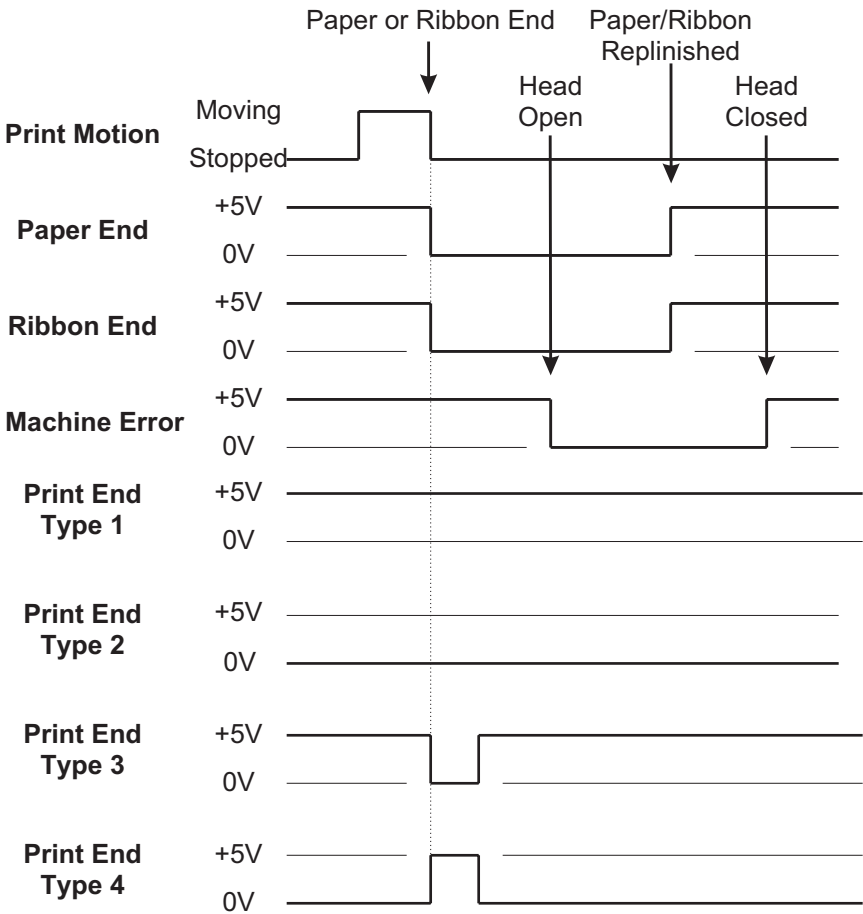 Paper or Ribbon End
Paper/Ribbon
Replinished
Head
Open
Head
Closed
Print Motion
Moving
Stopped
Paper End
+5V
0V
Ribbon End
+5V
0V
Machine Error
+5V
0V
Print End
Type 1
+5V
0V
Print End
Type 2
+5V
0V
Print End
Type 3
+5V
0V
Print End
Type 4
+5V
0V